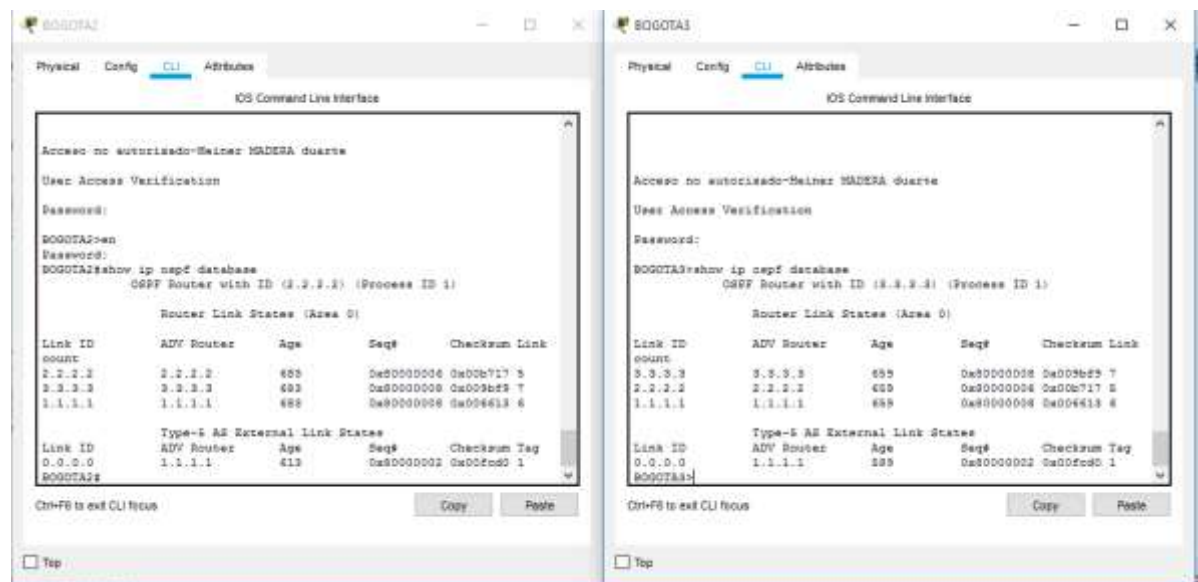 BOGOTA2
Physical Config CLI Attributes
IOS Command Line Interface
Acceso no autorizado-Heiner MADERA duarte
User Access Verification
Password:
BOGOTA2>en
Password:
BOGOTA2#show ip ospf database
OSPF Router with ID (2.2.2.2) (Process ID 1)
Router Link States (Area 0)
Link ID ADV Router Age Seq# Checksum Link
count
2.2.2.2 2.2.2.2 0x80000008 0x00b717 5
3.3.3.3 3.3.3.3 0x80000008 0x009bf9 7
1.1.1.1 1.1.1.1 0x80000008 0x006613 6
Type-5 AS External Link States
Link ID ADV Router Age Seq# Checksum Tag
0.0.0.0 1.1.1.1 613 0x80000002 0x00fcd0 1
BOGOTA2#
Ctrl+F6 to exit CLI focus
Copy Paste
Top
BOGOTA3
Physical Config CLI Attributes
IOS Command Line Interface
Acceso no autorizado-Heiner MADERA duarte
User Access Verification
Password:
BOGOTA3>show ip ospf database
OSPF Router with ID (3.3.3.3) (Process ID 1)
Router Link States (Area 0)
Link ID ADV Router Age Seq# Checksum Link
count
3.3.3.3 3.3.3.3 659 0x80000008 0x009bf9 7
2.2.2.2 2.2.2.2 659 0x80000008 0x00b717 5
1.1.1.1 1.1.1.1 659 0x80000008 0x006613 6
Type-5 AS External Link States
Link ID ADV Router Age Seq# Checksum Tag
0.0.0.0 1.1.1.1 589 0x80000002 0x00fcd0 1
BOGOTA3>
Ctrl+F6 to exit CLI focus
Copy Paste
Top